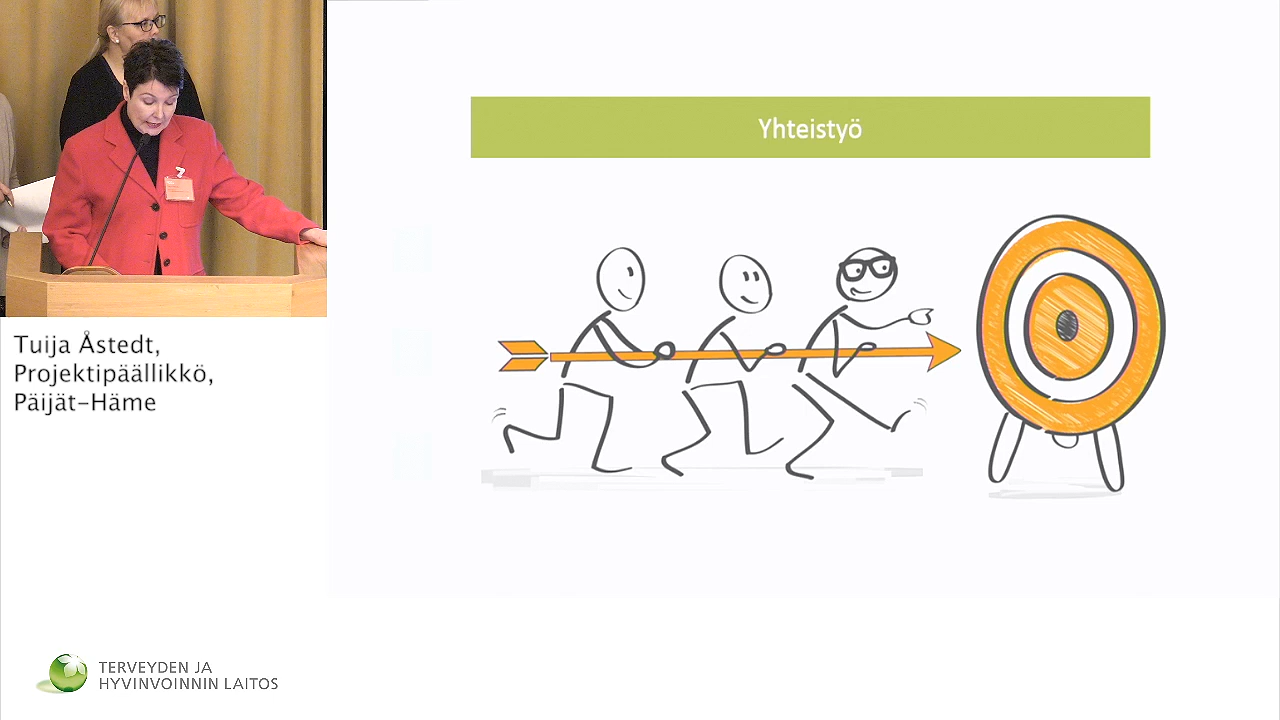 Yhteistyö
Tuija Åstedt,
Projektipäällikkö,
Päijät-Häme
TERVEYDEN JA
HYVINVOINNIN LAITOS